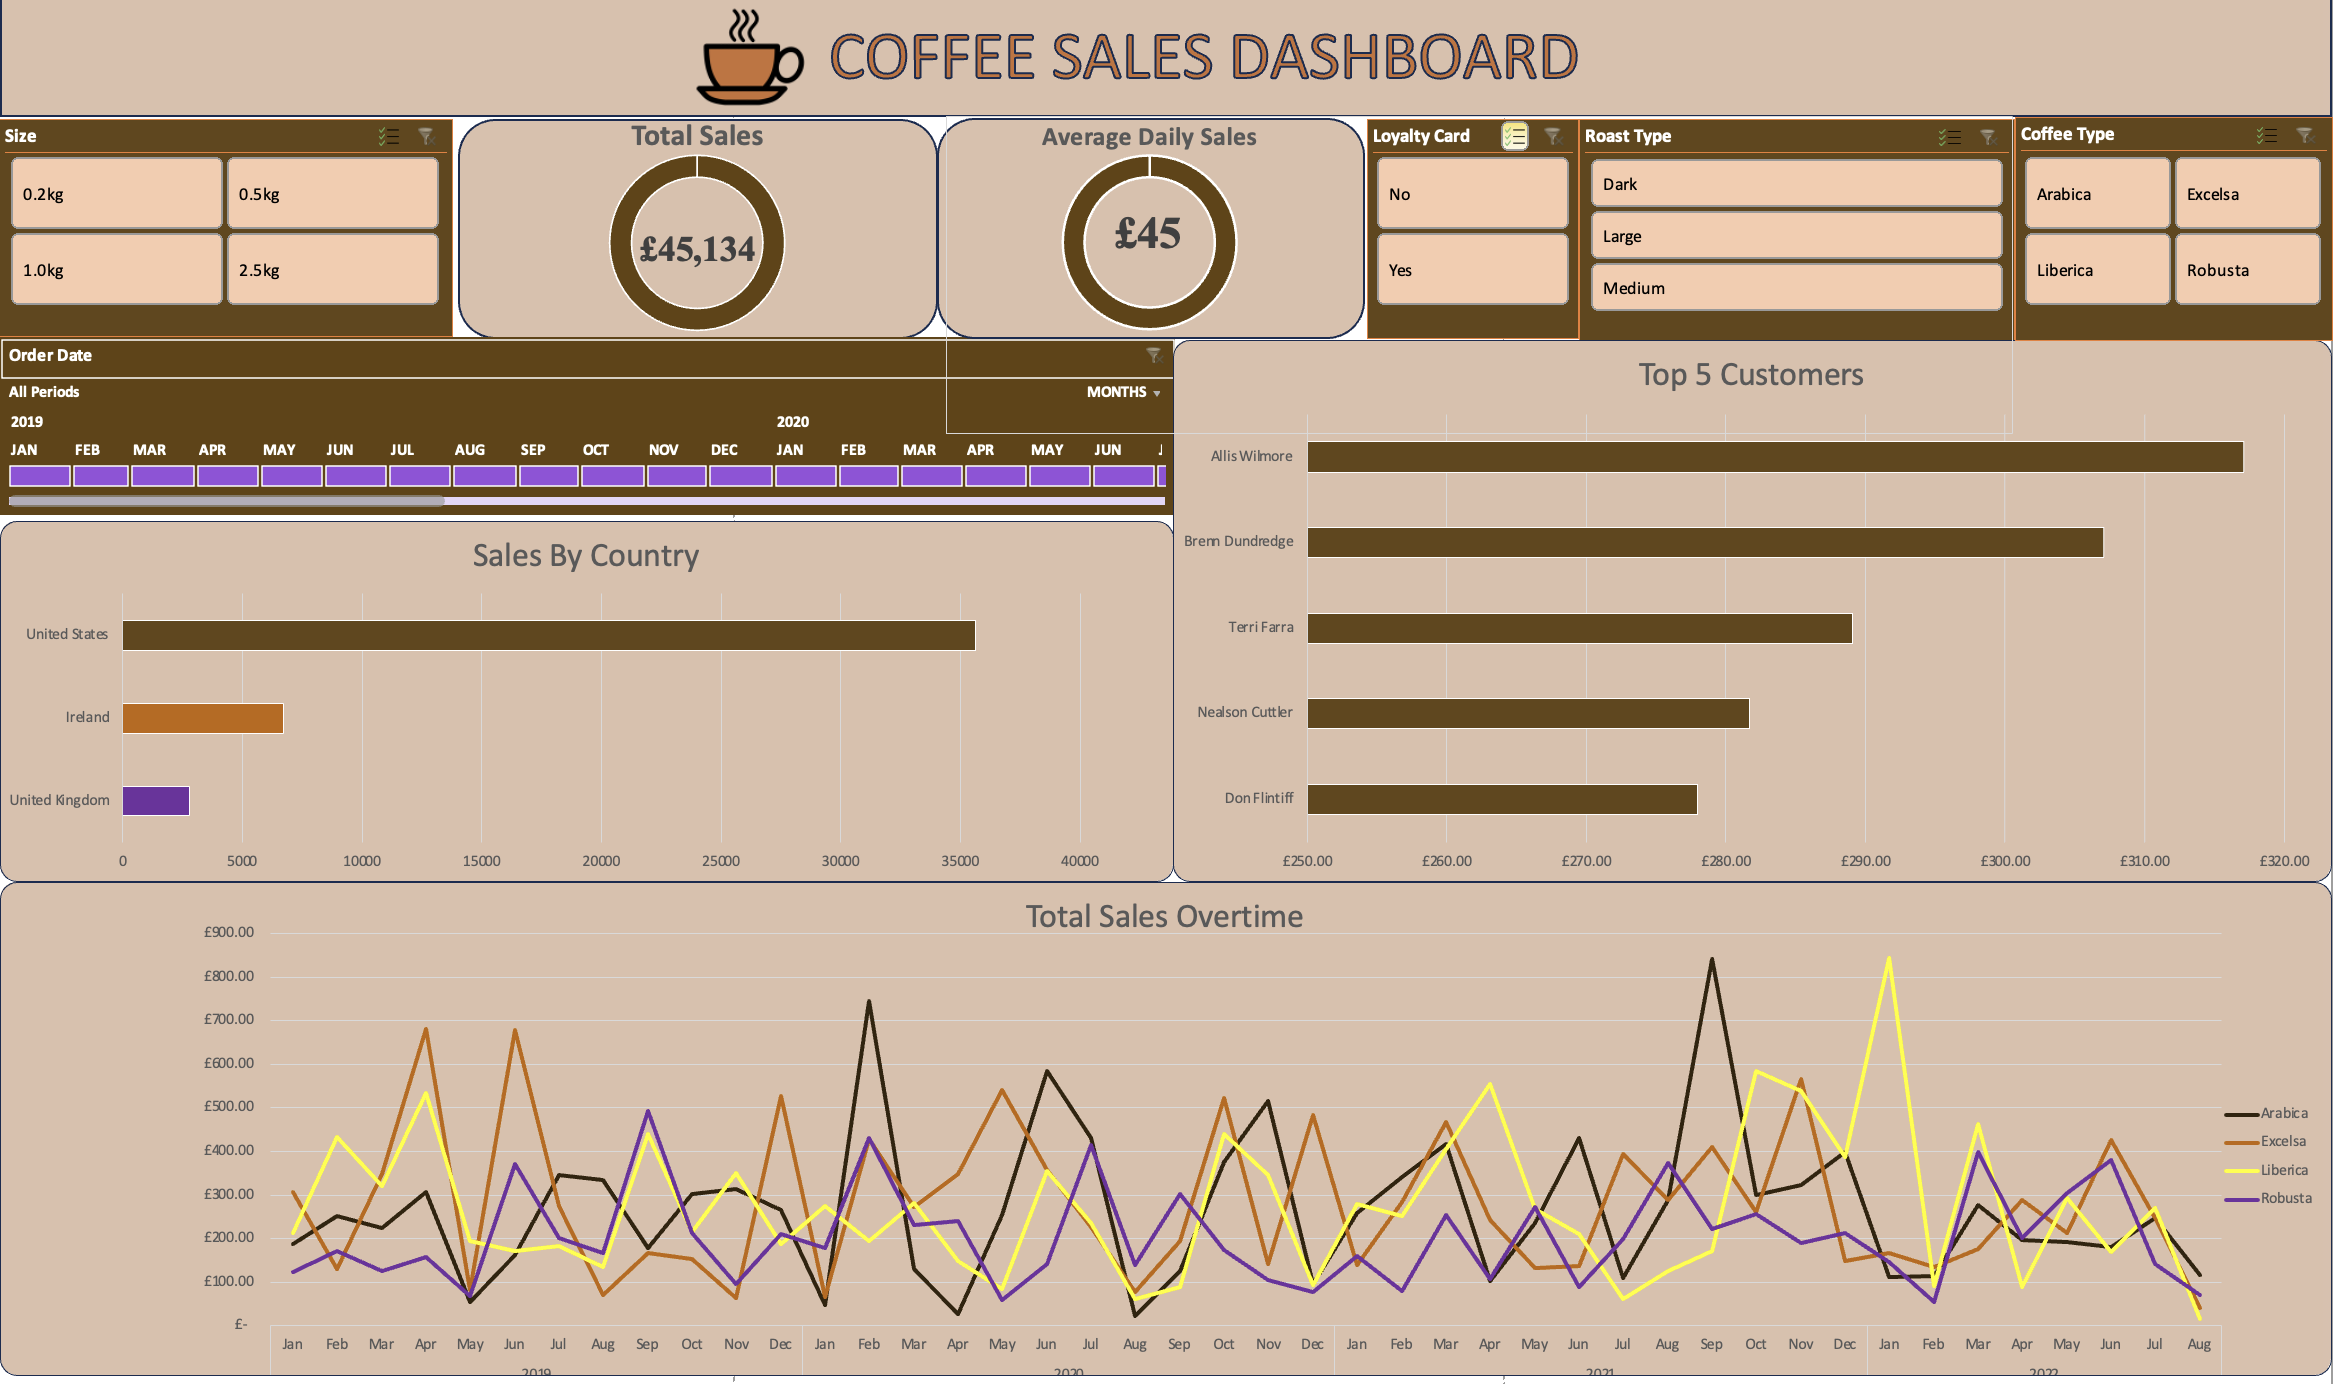 COFFEE SALES DASHBOARD
Size
0.2kg 0.5kg
1.0kg 2.5kg
Total Sales
£45,134
Average Daily Sales
£45
Loyalty Card
No
Yes
Roast Type
Dark
Large
Medium
Coffee Type
Arabica Excelsa
Liberica Robusta
Order Date
All Periods MONTHS
2019 2020
JAN FEB MAR APR MAY JUN JUL AUG SEP OCT NOV DEC JAN FEB MAR APR MAY JUN J
Sales By Country
United States
Ireland
United Kingdom
0 5000 10000 15000 20000 25000 30000 35000 40000
Top 5 Customers
Allis Wilmore
Brenn Dundredge
Terri Farra
Nealson Cuttler
Don Flintiff
£250.00 £260.00 £270.00 £280.00 £290.00 £300.00 £310.00 £320.00
Total Sales Overtime
£900.00
£800.00
£700.00
£600.00
£500.00
£400.00
£300.00
£200.00
£100.00
£-
Arabica
Excelsa
Liberica
Robusta
Jan Feb Mar Apr May Jun Jul Aug Sep Oct Nov Dec Jan Feb Mar Apr May Jun Jul Aug Sep Oct Nov Dec Jan Feb Mar Apr May Jun Jul Aug Sep Oct Nov Dec Jan Feb Mar Apr May Jun Jul Aug
2019 2020 2021 2022